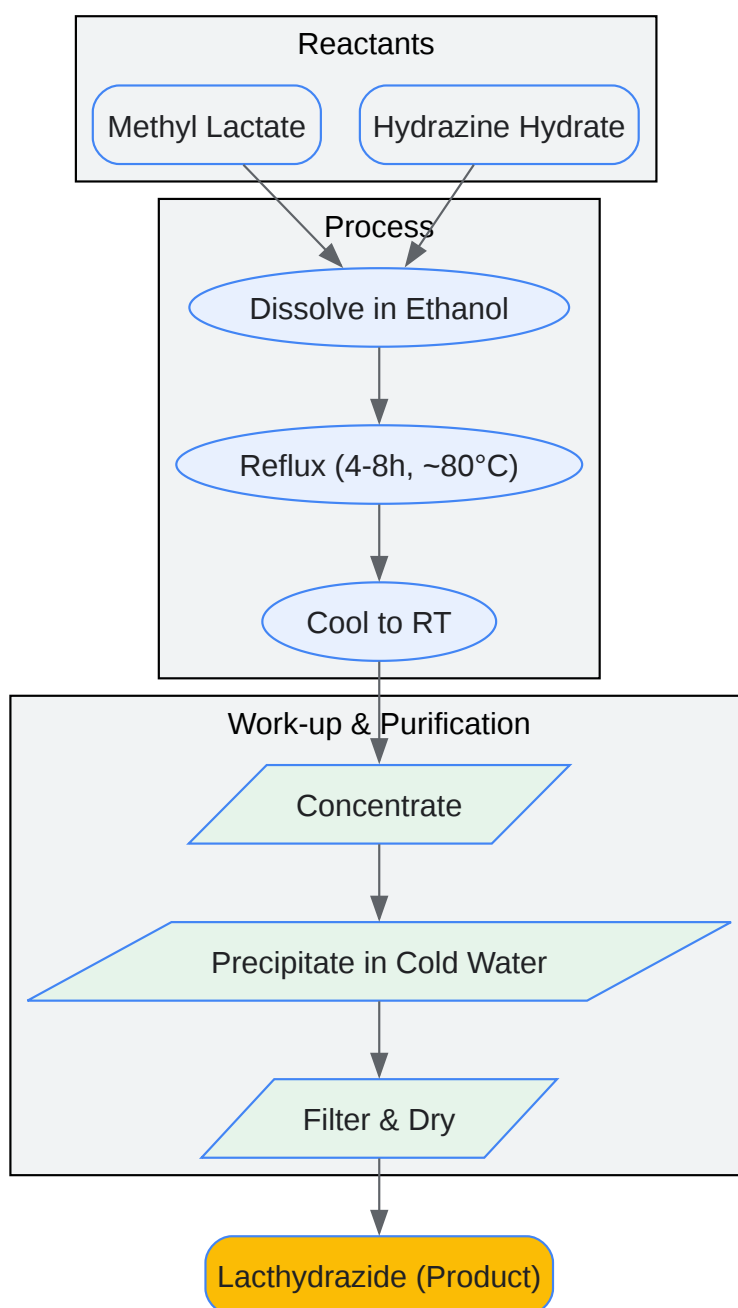 Reactants
Methyl Lactate
Hydrazine Hydrate
Process
Dissolve in Ethanol
Reflux (4-8h, ~80°C)
Cool to RT
Work-up & Purification
Concentrate
Precipitate in Cold Water
Filter & Dry
Lacthydrazide (Product)